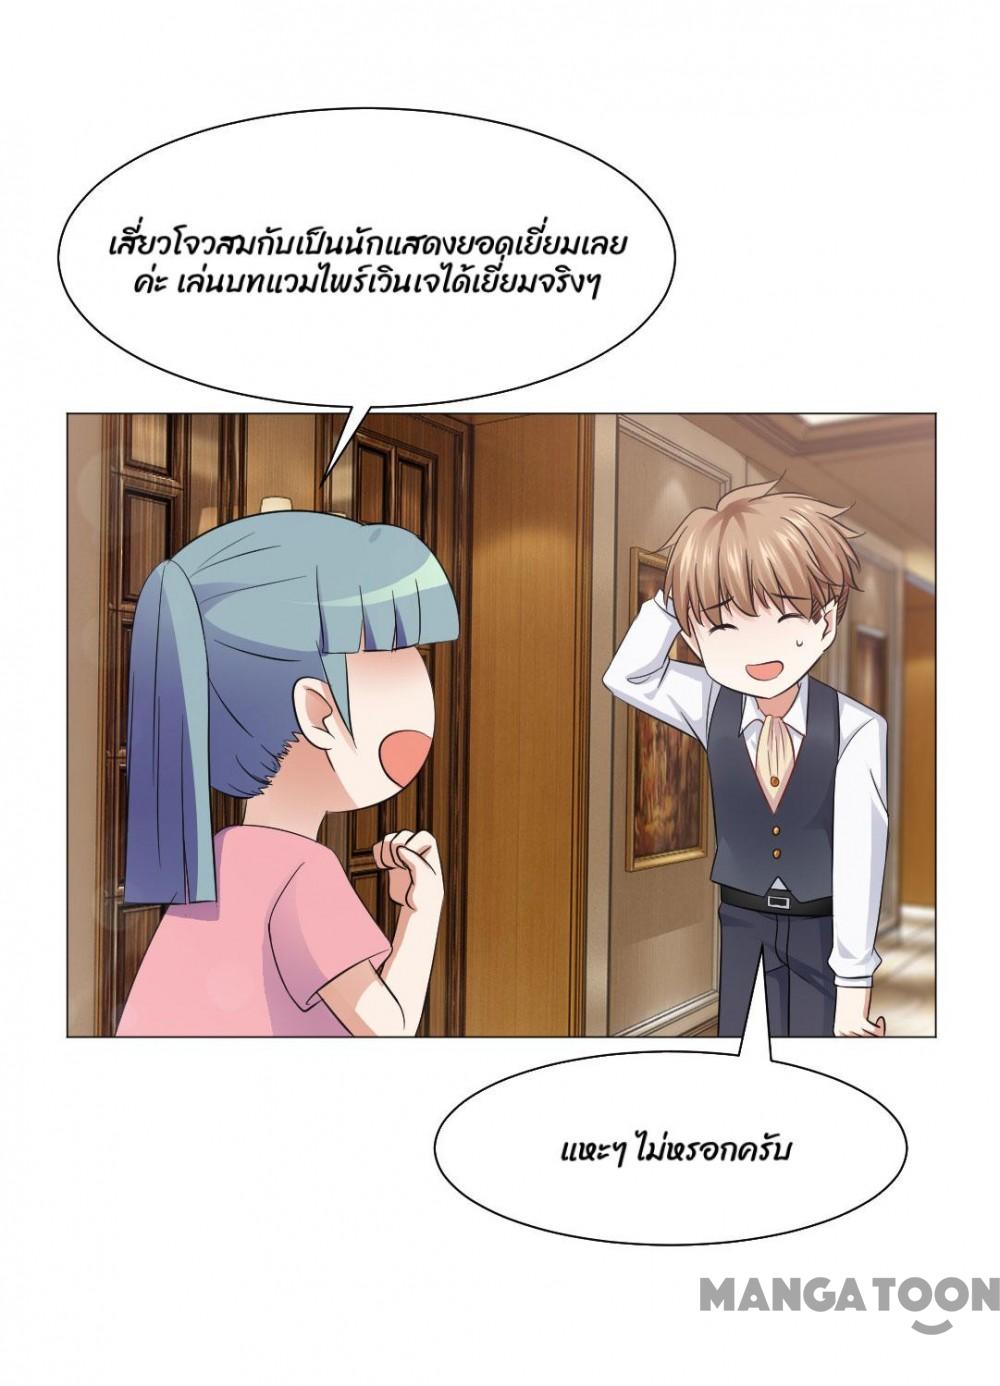 เสี่ยวโจวสมกับเป็นนักแสดงยอดเยี่ยมเลย
ค่ะ เล่นบทแวมไพร์เวินเจได้เยี่ยมจริงๆ
แหะๆ ไม่หรอกครับ
MANGATOON